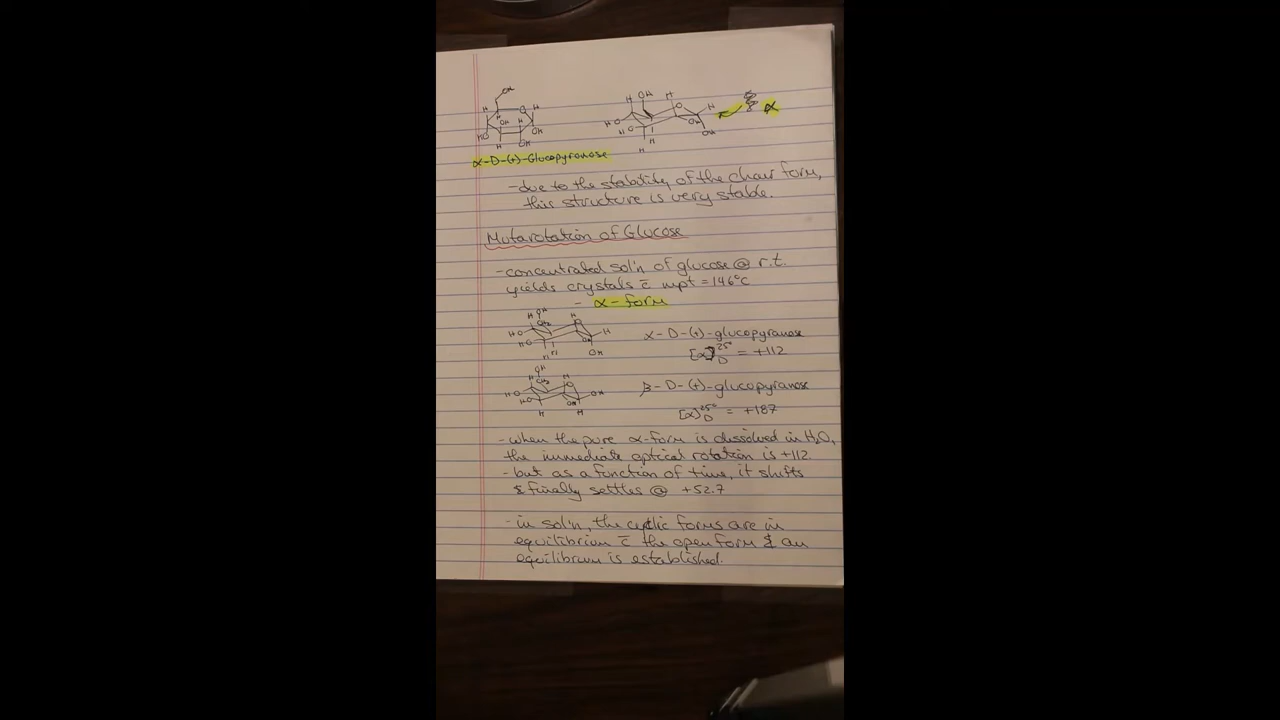 α-D-(+)-Glucopyranose
α
-due to the stability of the chair form,
this structure is very stable.
Mutarotation of Glucose
-concentrated sol'n of glucose @ r.t.
yields crystals c̄ mpt = 146°C
- α-form
α-D-(+)-glucopyranose
[α]25°D = +112
β-D-(+)-glucopyranose
[α]25°D = +187
-when the pure α-form is dissolved in H2O,
the immediate optical rotation is +112.
-but as a function of time, it shifts
& finally settles @ +52.7
-in sol'n, the cyclic forms are in
equilibrium c̄ the open form & an
equilibrium is established.